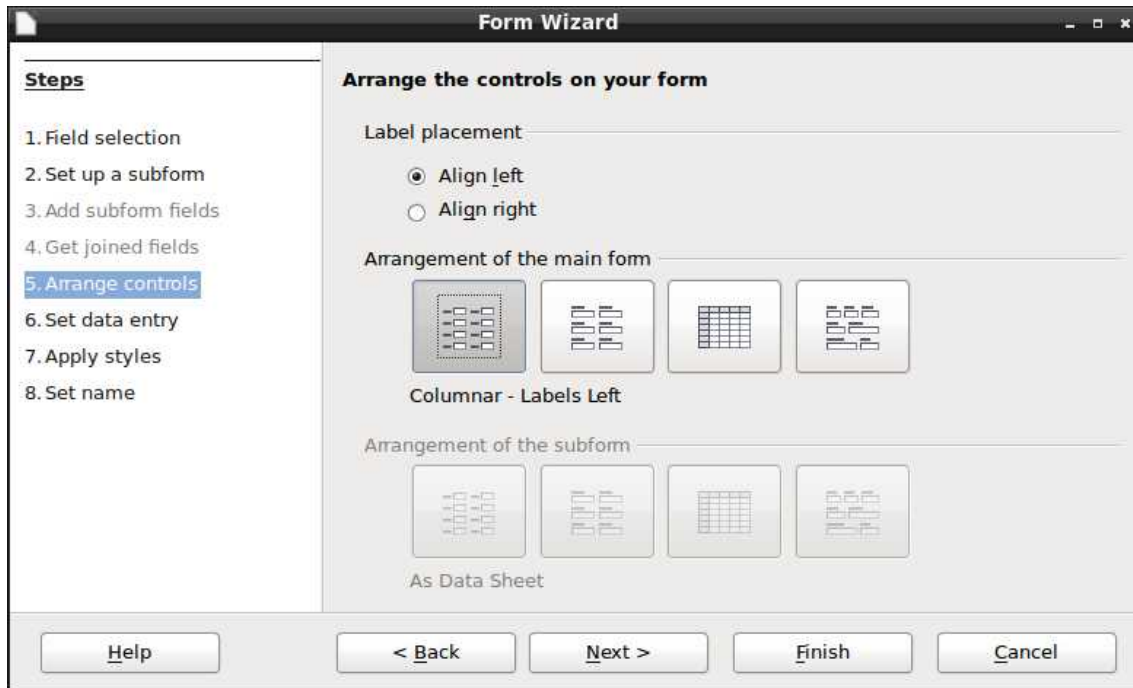 Form Wizard
Steps
1. Field selection
2. Set up a subform
3. Add subform fields
4. Get joined fields
5. Arrange controls
6. Set data entry
7. Apply styles
8. Set name
Arrange the controls on your form
Label placement
Align left
Align right
Arrangement of the main form
Columnar - Labels Left
Arrangement of the subform
As Data Sheet
Help
< Back
Next >
Finish
Cancel